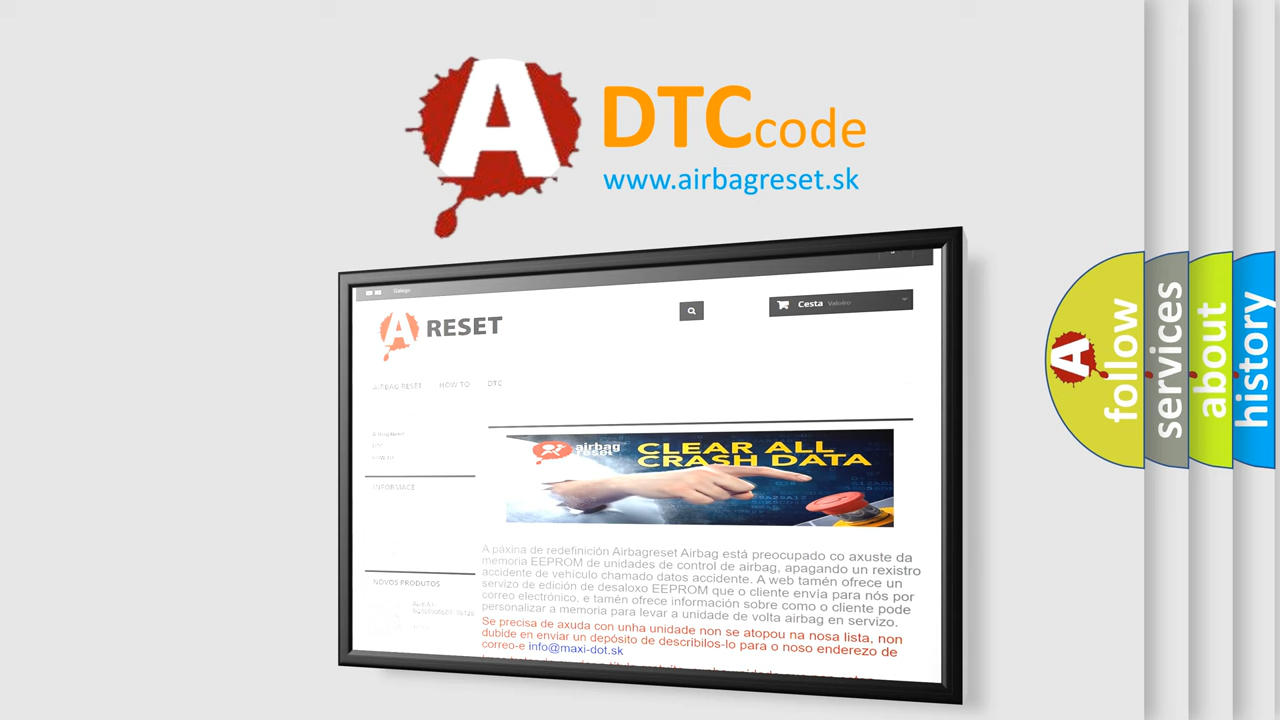 A
DTCcode
www.airbagreset.sk
Galego
A RESET
Cesta Valeiro
AIRBAG RESET HOW TO DTC
INFORMACE
airbag
reset
CLEAR ALL
CRASH DATA
A páxina de redefinición Airbagreset Airbag está preocupado co axuste da
memoria EEPROM de unidades de control de airbag, apagando un rexistro
accidente de vehículo chamado datos accidente. A web tamén ofrece un
servizo de edición de desaloxo EEPROM que o cliente envía para nós por
correo electrónico, e tamén ofrece información sobre como o cliente pode
personalizar a memoria para levar a unidade de volta airbag en servizo.
Se precisa de axuda con unha unidade non se atopou na nosa lista, non
dubide en enviar un depósito de describilos-lo para o noso enderezo de
correo-e info@maxi-dot.sk
NOVOS PRODUTOS
A
follow
services
about
history